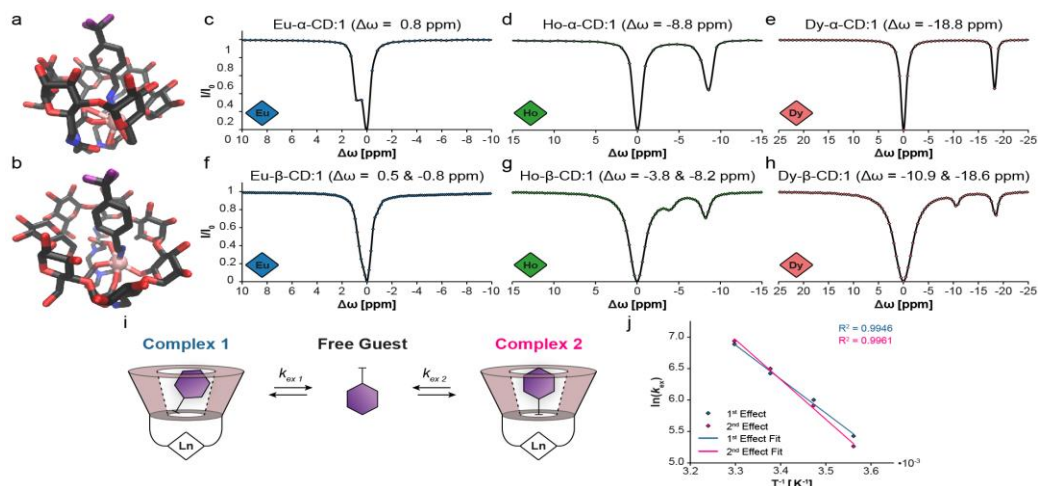 a
c
Eu-α-CD:1 (Δω = 0.8 ppm)
d
Ho-α-CD:1 (Δω = -8.8 ppm)
e
Dy-α-CD:1 (Δω = -18.8 ppm)
I/I₀
1
0.8
0.6
0.4
0.2
0
Eu
Ho
Dy
10 8 6 4 2 0 -2 -4 -6 -8 -10
15 10 5 0 -5 -10 -15
25 20 15 10 5 0 -5 -10 -15 -20 -25
Δω [ppm]
Δω [ppm]
Δω [ppm]
b
f
Eu-β-CD:1 (Δω = 0.5 & -0.8 ppm)
g
Ho-β-CD:1 (Δω = -3.8 & -8.2 ppm)
h
Dy-β-CD:1 (Δω = -10.9 & -18.6 ppm)
I/I₀
1
0.8
0.6
0.4
0.2
0
Eu
Ho
Dy
10 8 6 4 2 0 -2 -4 -6 -8 -10
15 10 5 0 -5 -10 -15
25 20 15 10 5 0 -5 -10 -15 -20 -25
Δω [ppm]
Δω [ppm]
Δω [ppm]
i
Complex 1
Free Guest
Complex 2
k ex 1
k ex 2
Ln
Ln
j
R² = 0.9946
R² = 0.9961
ln(k ex)
7.0
6.5
6.0
5.5
5.0
1st Effect
2nd Effect
1st Effect Fit
2nd Effect Fit
3.2 3.3 3.4 3.5 3.6
·10⁻³
T⁻¹ [ K⁻¹]